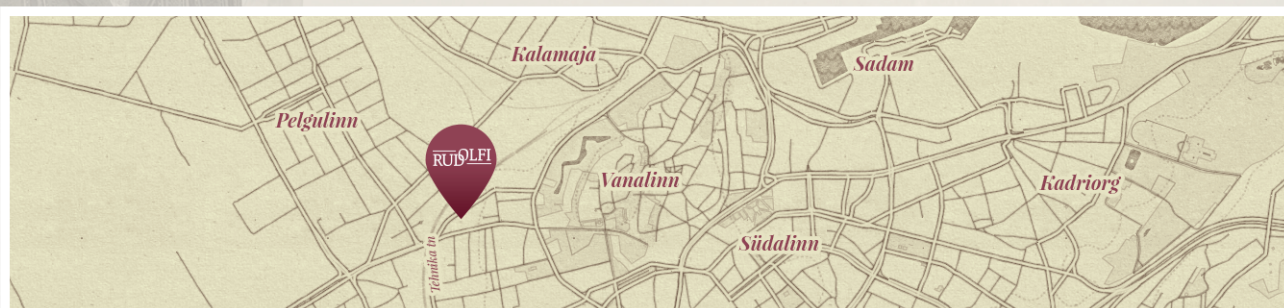 Kalamaja
Sadam
Pelgulinn
RUDOLFI
Vanalinn
Kadriorg
Südalinn
Tehnika tn